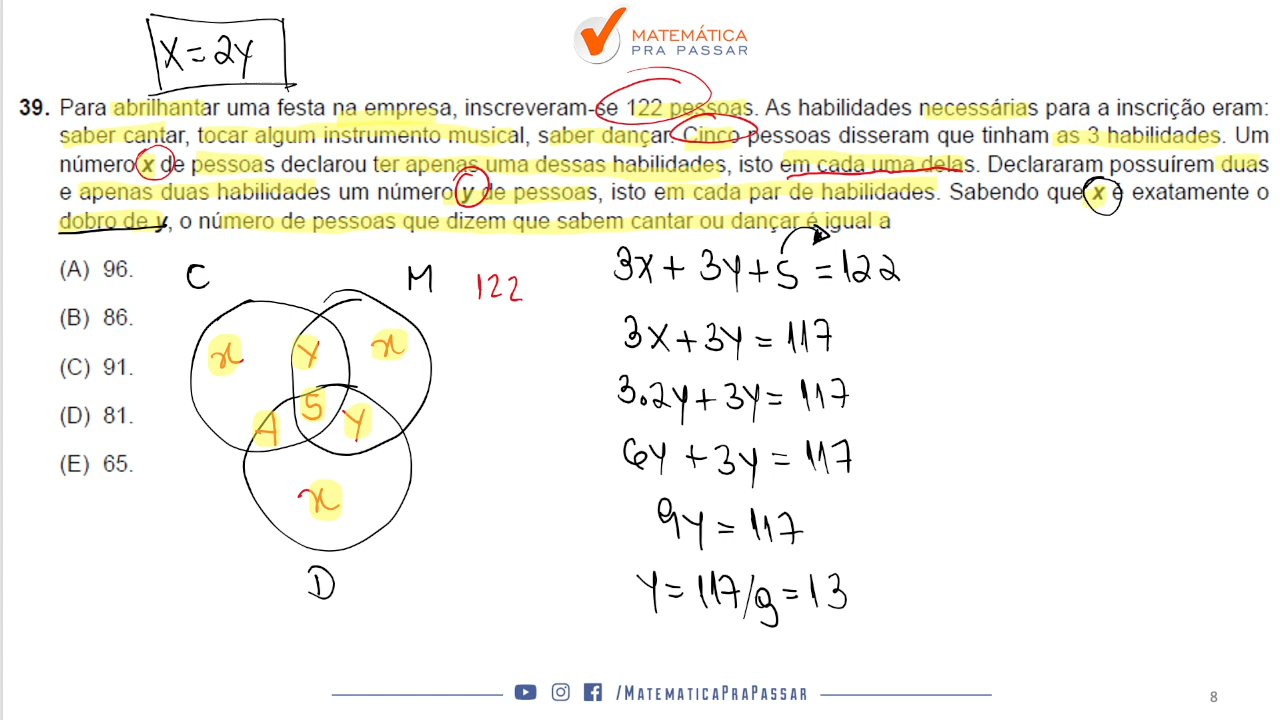 X = 2Y
MATEMÁTICA
PRA PASSAR
39. Para abrilhantar uma festa na empresa, inscreveram-se 122 pessoas. As habilidades necessárias para a inscrição eram:
saber cantar, tocar algum instrumento musical, saber dançar. Cinco pessoas disseram que tinham as 3 habilidades. Um
número x de pessoas declarou ter apenas uma dessas habilidades, isto em cada uma delas. Declararam possuírem duas
e apenas duas habilidades um número y de pessoas, isto em cada par de habilidades. Sabendo que x é exatamente o
dobro de y, o número de pessoas que dizem que sabem cantar ou dançar é igual a
(A) 96.
(B) 86.
(C) 91.
(D) 81.
(E) 65.
C
M
122
x
Y
x
5
Y
Y
x
D
3X + 3Y + 5 = 122
3X + 3Y = 117
3.2Y + 3Y = 117
6Y + 3Y = 117
9Y = 117
Y = 117/9 = 13
/MATEMATICAPRAPASSAR
8